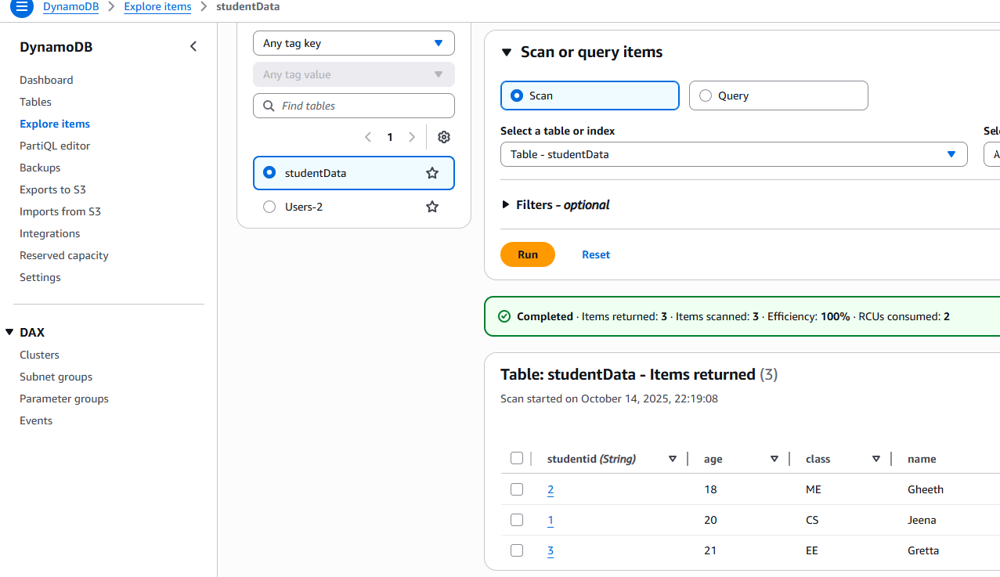 DynamoDB > Explore items > studentData
DynamoDB
Dashboard
Tables
Explore items
PartiQL editor
Backups
Exports to S3
Imports from S3
Integrations
Reserved capacity
Settings
DAX
Clusters
Subnet groups
Parameter groups
Events
Any tag key
Any tag value
Find tables
1
studentData
Users-2
Scan or query items
Scan Query
Select a table or index
Table - studentData
Filters - optional
Run Reset
Completed · Items returned: 3 · Items scanned: 3 · Efficiency: 100% · RCUs consumed: 2
Table: studentData - Items returned (3)
Scan started on October 14, 2025, 22:19:08
studentid (String) age class name
2 18 ME Gheeth
1 20 CS Jeena
3 21 EE Gretta